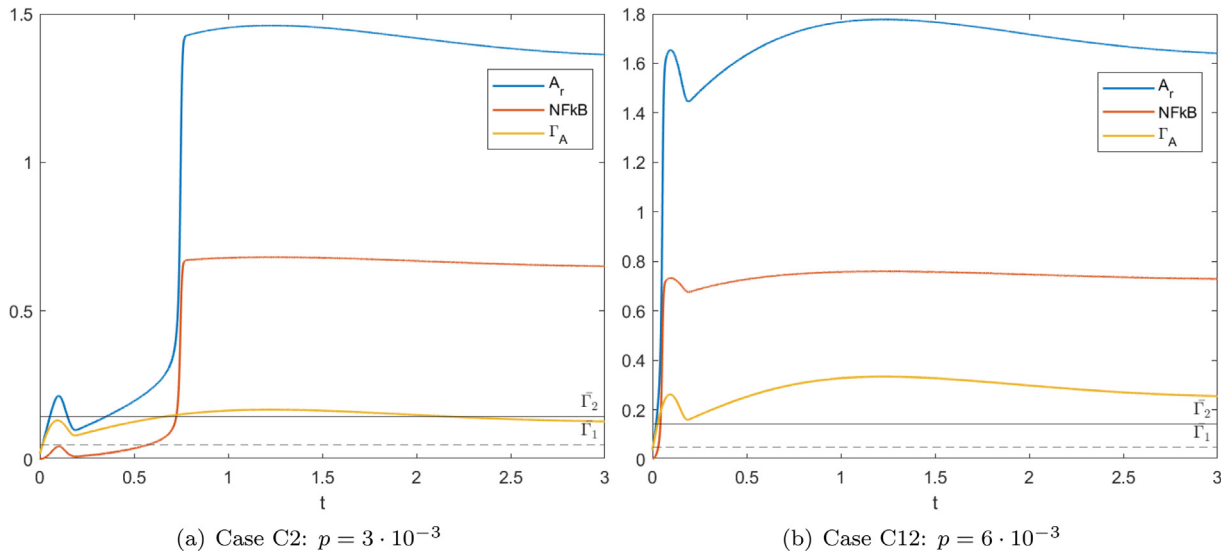 1.5
1
0.5
0
A_r
NFkB
Γ_A
Γ̄_2
Γ̄_1
0 0.5 1 1.5 2 2.5 3
t
(a) Case C2: p = 3 · 10⁻³
1.8
1.6
1.4
1.2
1
0.8
0.6
0.4
0.2
0
A_r
NFkB
Γ_A
Γ̄_2
Γ̄_1
0 0.5 1 1.5 2 2.5 3
t
(b) Case C12: p = 6 · 10⁻³